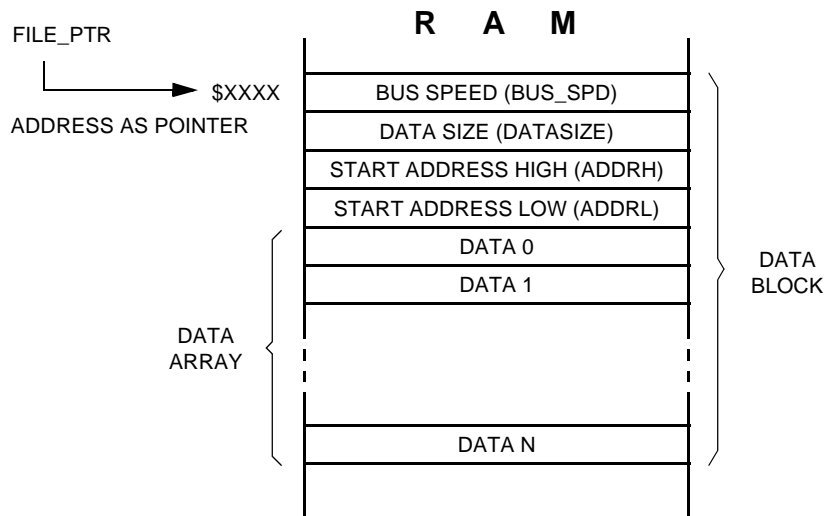 R A M
FILE_PTR
$XXXX
ADDRESS AS POINTER
BUS SPEED (BUS_SPD)
DATA SIZE (DATASIZE)
START ADDRESS HIGH (ADDRH)
START ADDRESS LOW (ADDRL)
DATA 0
DATA 1
DATA
BLOCK
DATA
ARRAY
DATA N